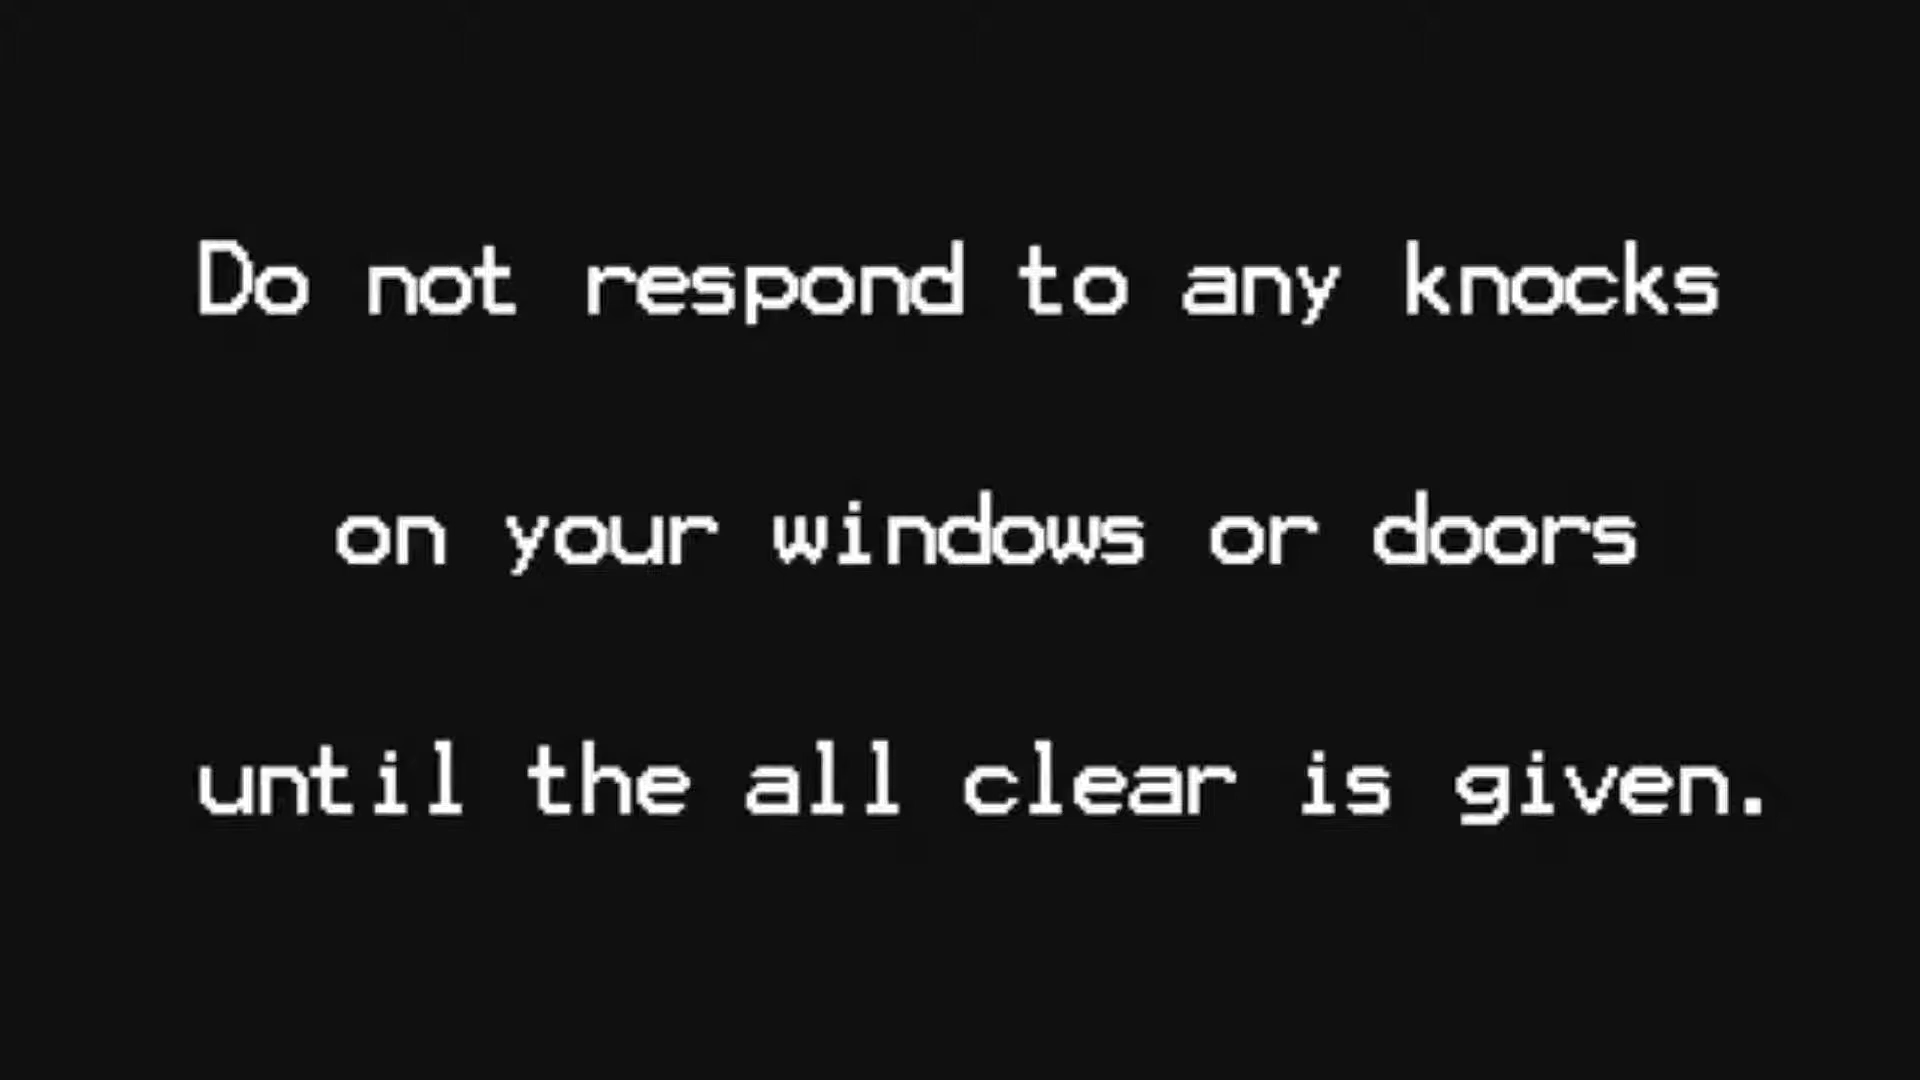 Do not respond to any knocks
on your windows or doors
until the all clear is given.